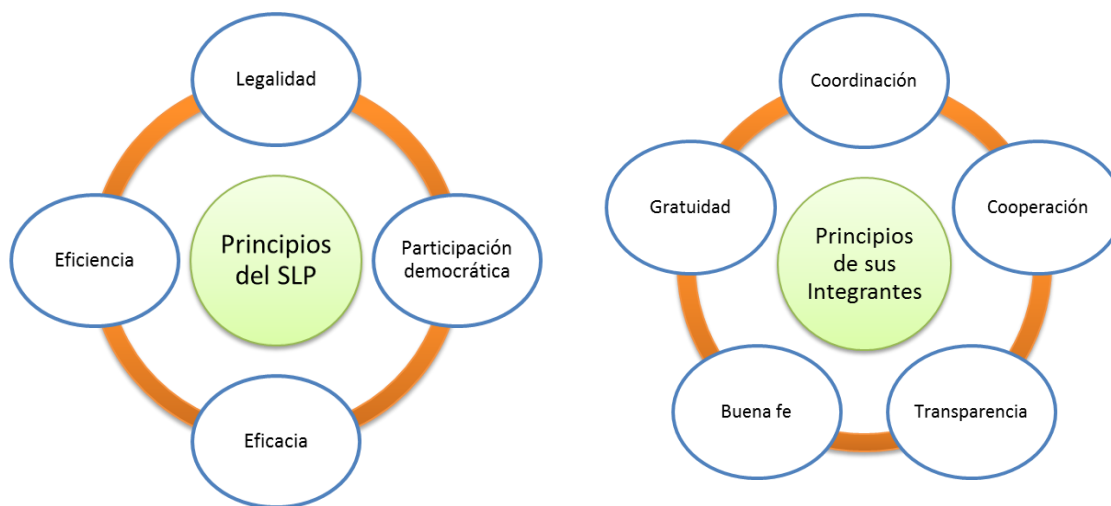 Legalidad
Eficiencia
Principios
del SLP
Participación
democrática
Eficacia
Coordinación
Gratuidad
Principios
de sus
Integrantes
Cooperación
Buena fe
Transparencia